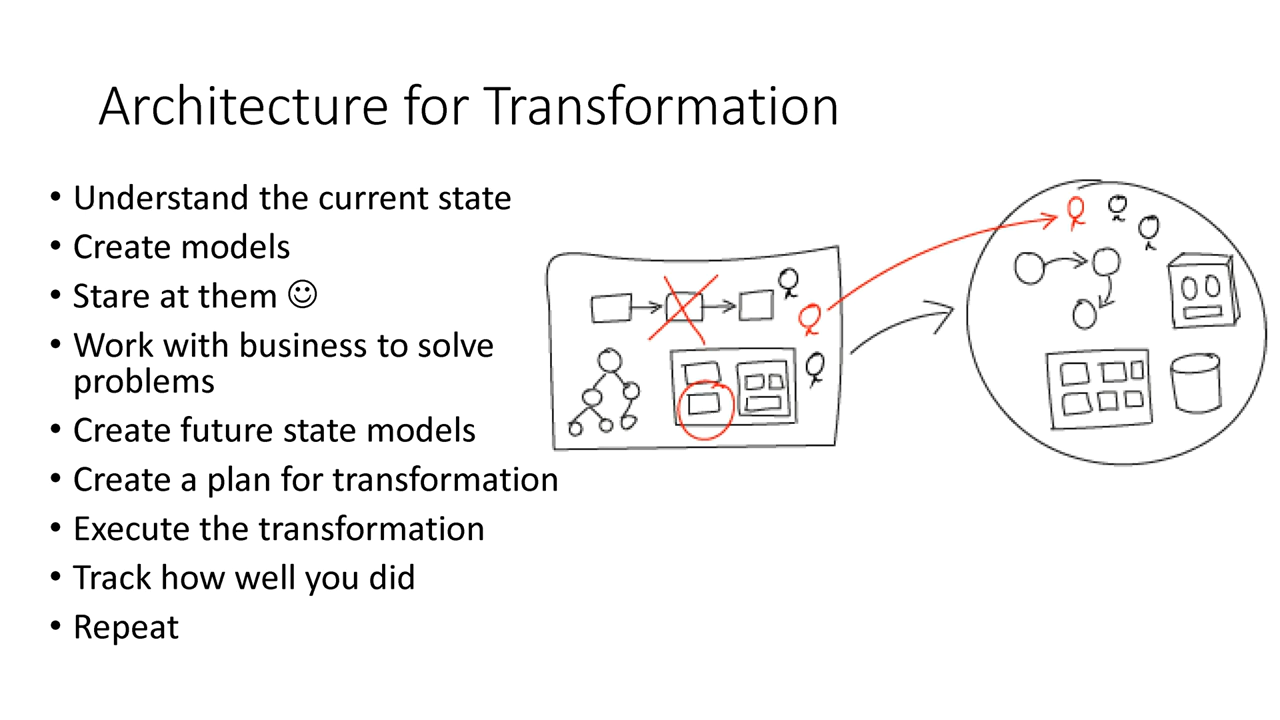 Architecture for Transformation
• Understand the current state
• Create models
• Stare at them ☺
• Work with business to solve
problems
• Create future state models
• Create a plan for transformation
• Execute the transformation
• Track how well you did
• Repeat